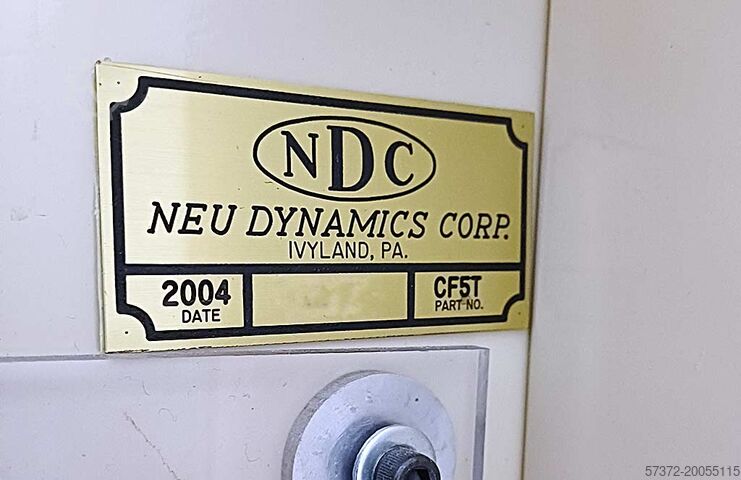 NDC
NEU DYNAMICS CORP.
IVYLAND, PA.
2004
DATE
CF5T
PART NO.
57372-20055115